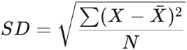 SD = √(∑(X − X̄)² / N)